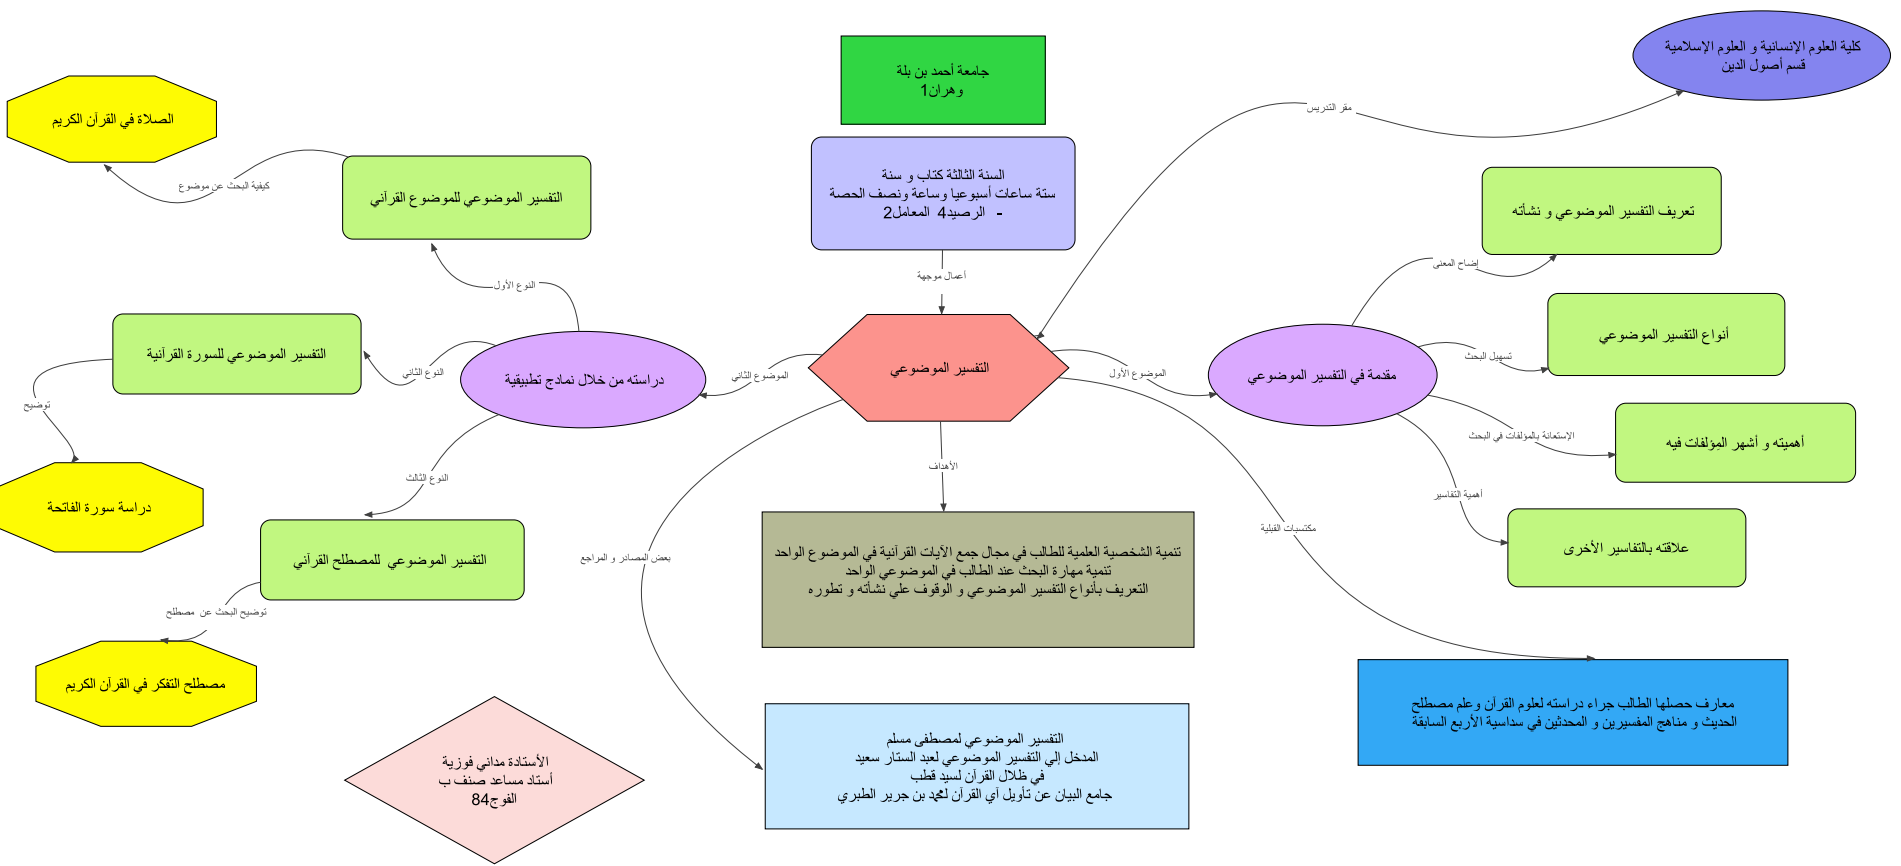 كلية العلوم الإنسانية و العلوم الإسلامية
قسم أصول الدين
جامعة أحمد بن بلة
وهران1
السنة الثالثة كتاب و سنة
ستة ساعات أسبوعيا وساعة ونصف الحصة
- الرصيد4 المعامل2
أعمال موجهة
مقر التدريس
التفسير الموضوعي
الموضوع الأول
مقدمة في التفسير الموضوعي
إضاح المعنى
تعريف التفسير الموضوعي و نشأته
تسهيل البحث
أنواع التفسير الموضوعي
الإستعانة بالمؤلفات في البحث
أهميته و أشهر المؤلفات فيه
أهمية التفاسير
علاقته بالتفاسير الأخرى
مكتسبات القبلية
معارف حصلها الطالب جراء دراسته لعلوم القرآن وعلم مصطلح
الحديث و مناهج المفسيرين و المحدثين في سداسية الأربع السابقة
الموضوع الثاني
دراسته من خلال نمادج تطبيقية
النوع الأول
التفسير الموضوعي للموضوع القرآني
كيفية البحث عن موضوع
الصلاة في القرآن الكريم
النوع الثاني
التفسير الموضوعي للسورة القرآنية
توضيح
دراسة سورة الفاتحة
النوع الثالث
التفسير الموضوعي للمصطلح القرآني
توضيح البحث عن مصطلح
مصطلح التفكر في القرآن الكريم
الأهداف
تنمية الشخصية العلمية للطالب في مجال جمع الآيات القرآنية في الموضوع الواحد
تنمية مهارة البحث عند الطالب في الموضوعي الواحد
التعريف بأنواع التفسير الموضوعي و الوقوف علي نشأته و تطوره
بعض المصادر و المراجع
التفسير الموضوعي لمصطفى مسلم
المدخل إلي التفسير الموضوعي لعبد الستار سعيد
في ظلال القرآن لسيد قطب
جامع البيان عن تأويل آي القرآن لمحمد بن جرير الطبري
الأستادة مداني فوزية
أستاد مساعد صنف ب
الفوج84